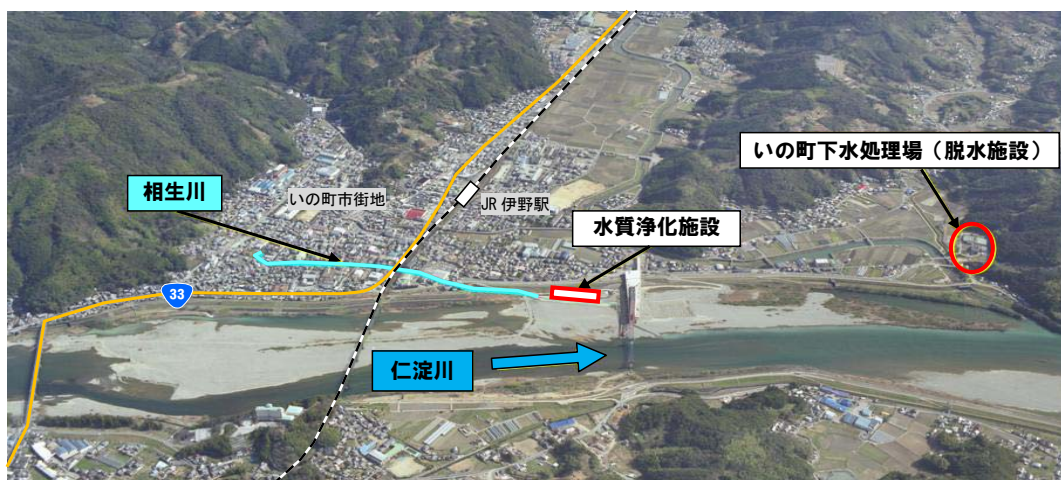 いの町下水処理場（脱水施設）
相生川
いの町市街地
JR 伊野駅
水質浄化施設
33
仁淀川